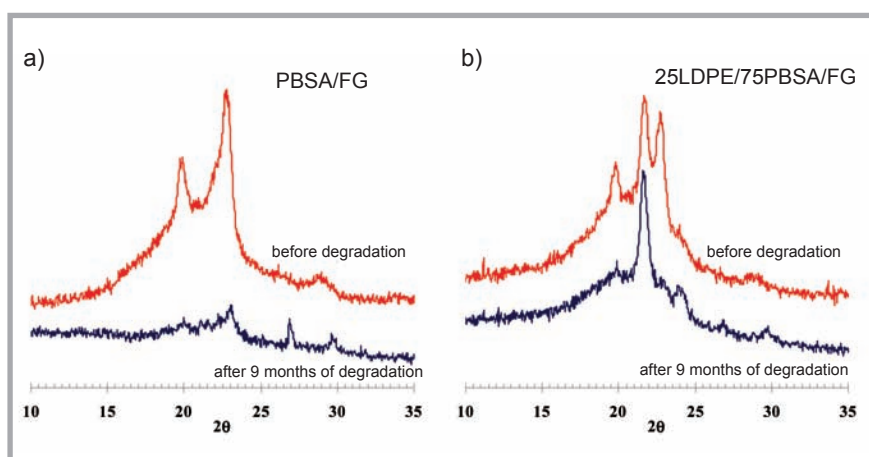 a)
PBSA/FG
before degradation
after 9 months of degradation
10 15 20 25 30 35
2θ
b)
25LDPE/75PBSA/FG
before degradation
after 9 months of degradation
10 15 20 25 30 35
2θ